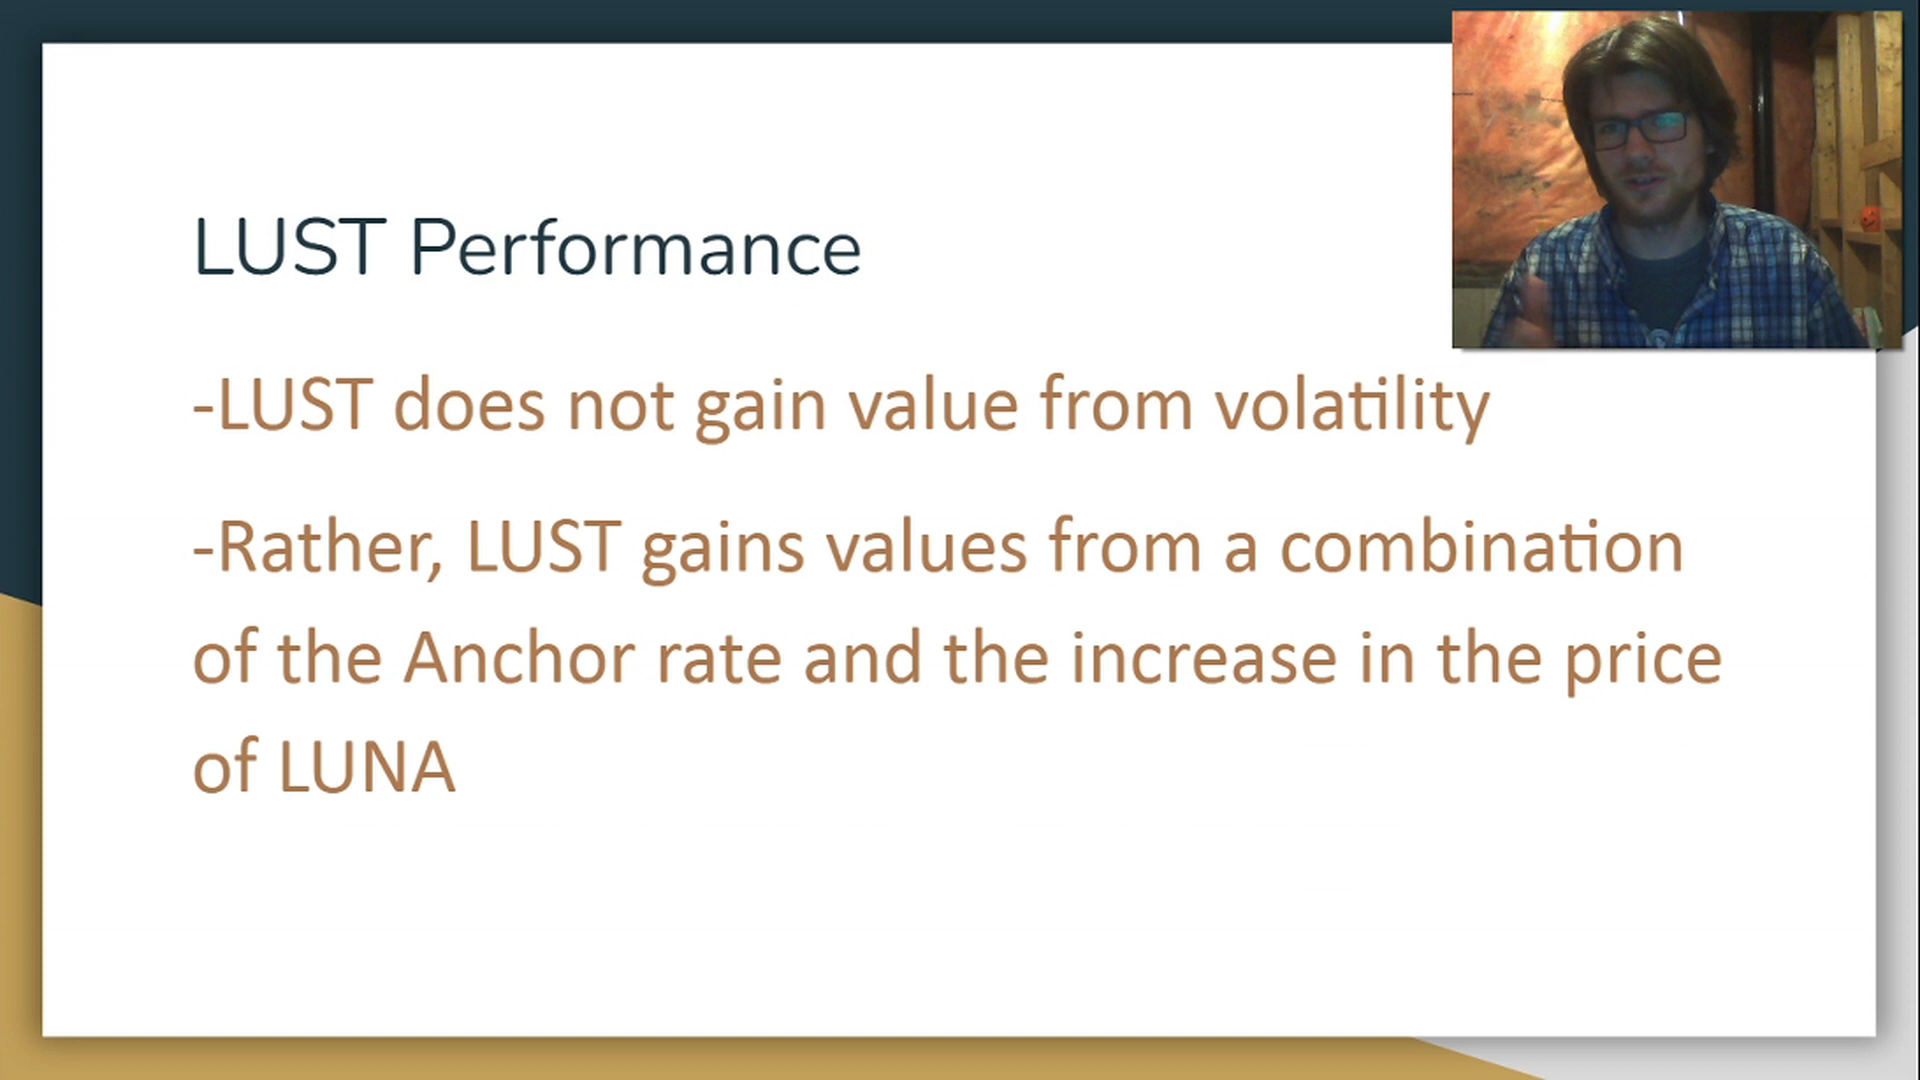 LUST Performance
-LUST does not gain value from volatility
-Rather, LUST gains values from a combination
of the Anchor rate and the increase in the price
of LUNA